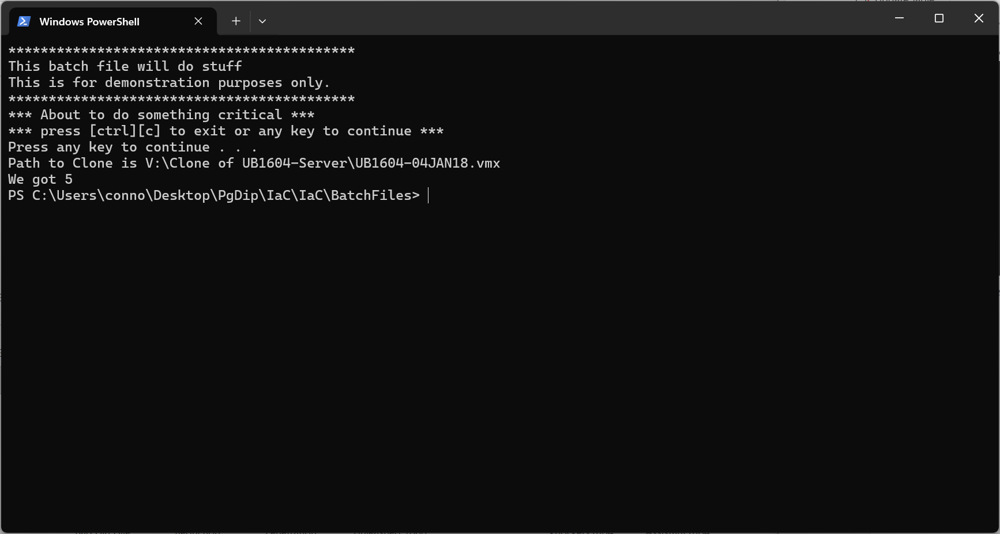 Windows PowerShell
*******************************************
This batch file will do stuff
This is for demonstration purposes only.
*******************************************
*** About to do something critical ***
*** press [ctrl][c] to exit or any key to continue ***
Press any key to continue . . .
Path to Clone is V:\Clone of UB1604-Server\UB1604-04JAN18.vmx
We got 5
PS C:\Users\conno\Desktop\PgDip\IaC\IaC\BatchFiles>